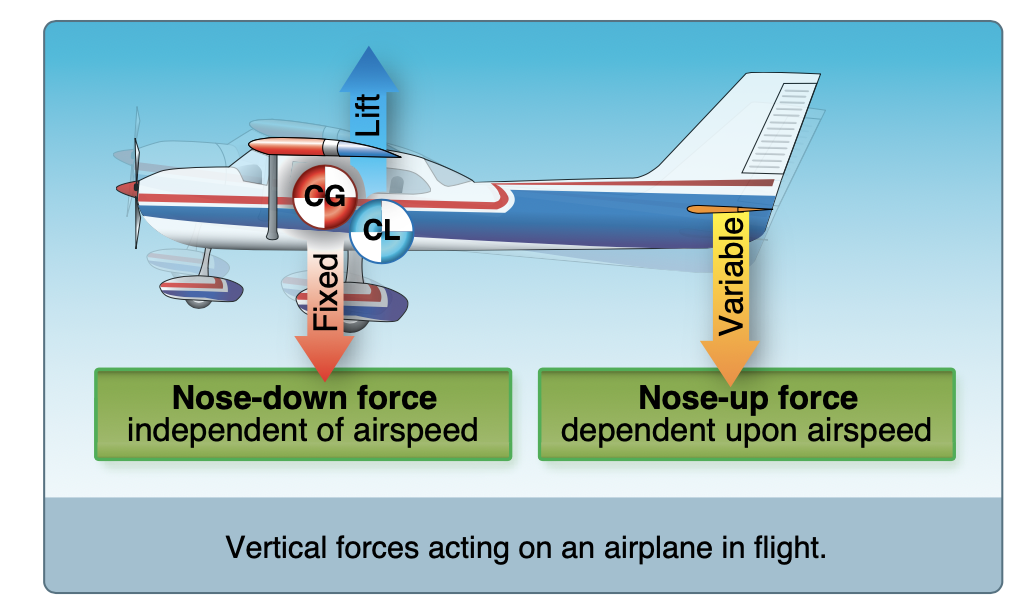 Lift
CG
CL
Fixed
Variable
Nose-down force
independent of airspeed
Nose-up force
dependent upon airspeed
Vertical forces acting on an airplane in flight.